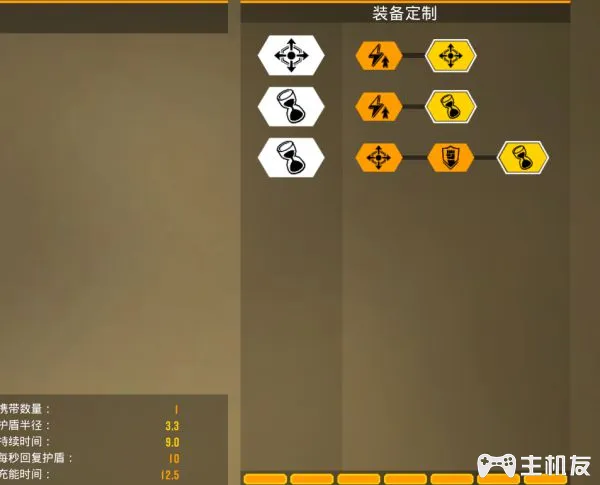 装备定制
携带数量： 1
护盾半径： 3.3
持续时间： 9.0
每秒回复护盾： 10
充能时间： 12.5
主机友